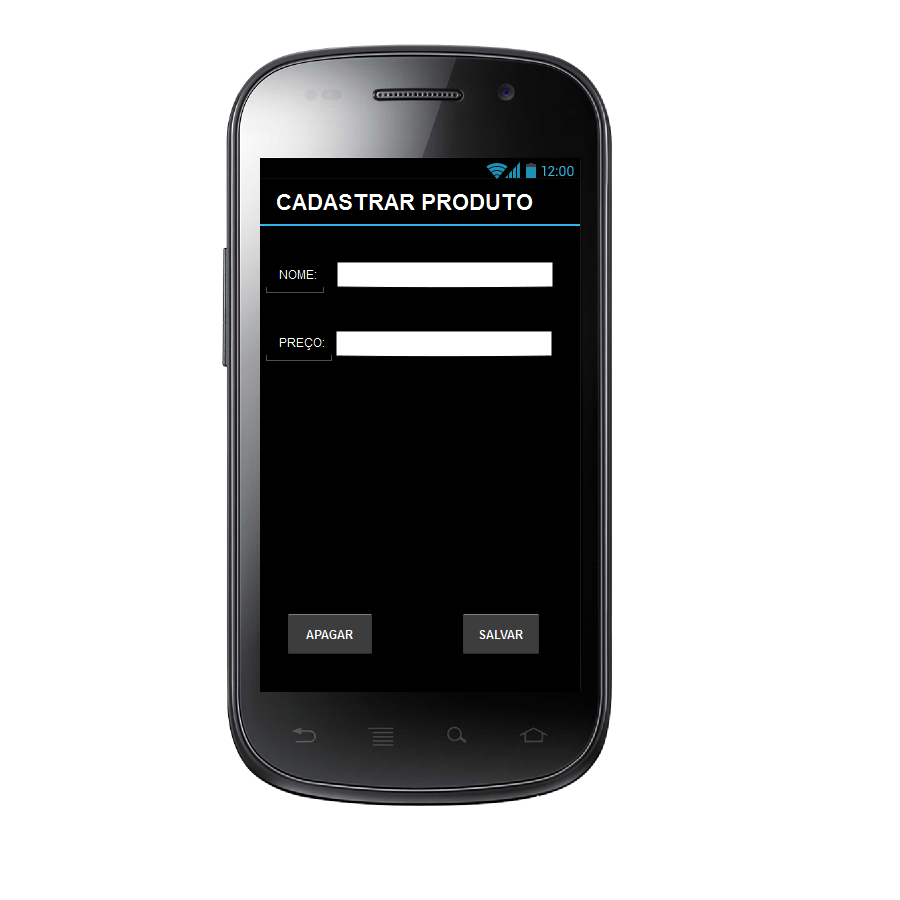 12:00
CADASTRAR PRODUTO
NOME:
PREÇO:
APAGAR SALVAR